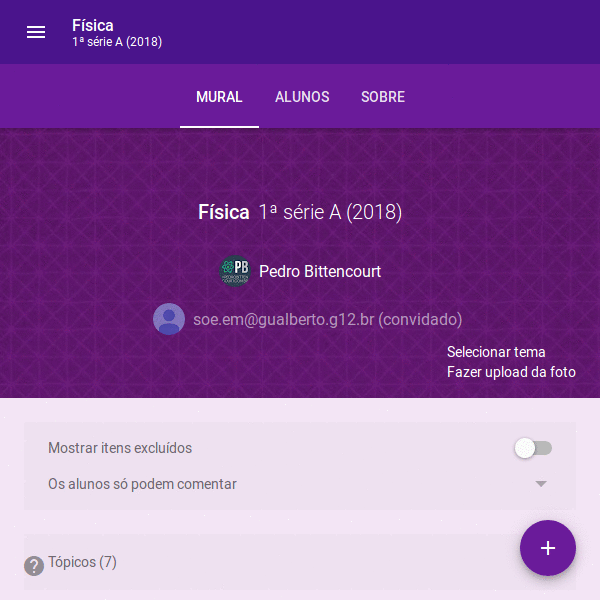 Física
1ª série A (2018)
MURAL ALUNOS SOBRE
Física 1ª série A (2018)
PB
Pedro Bittencourt
soe.em@gualberto.g12.br (convidado)
Selecionar tema
Fazer upload da foto
Mostrar itens excluídos
Os alunos só podem comentar
Tópicos (7)